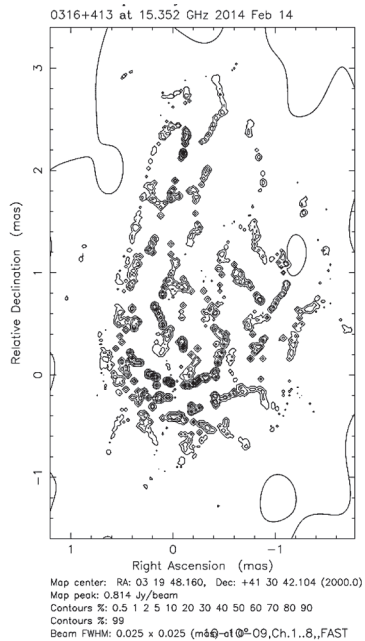 0316+413 at 15.352 GHz 2014 Feb 14
3
2
1
0
−1
Relative Declination (mas)
1 0 −1
Right Ascension (mas)
Map center: RA: 03 19 48.160, Dec: +41 30 42.104 (2000.0)
Map peak: 0.814 Jy/beam
Contours %: 0.5 1 2 5 10 20 30 40 50 60 70 80 90
Contours %: 99
Beam FWHM: 0.025 x 0.025 (mas) at 0°